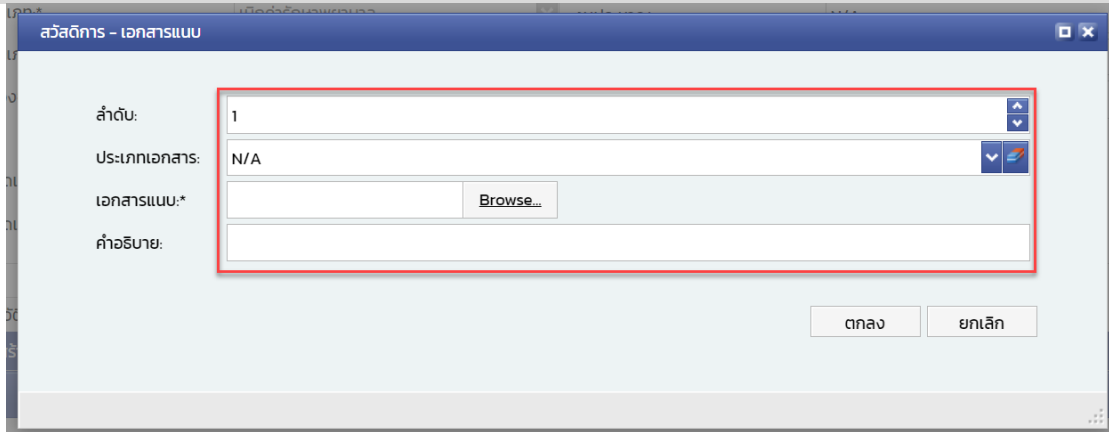 สวัสดิการ - เอกสารแนบ
ลำดับ:
1
ประเภทเอกสาร:
N/A
เอกสารแนบ:*
Browse...
คำอธิบาย:
ตกลง
ยกเลิก